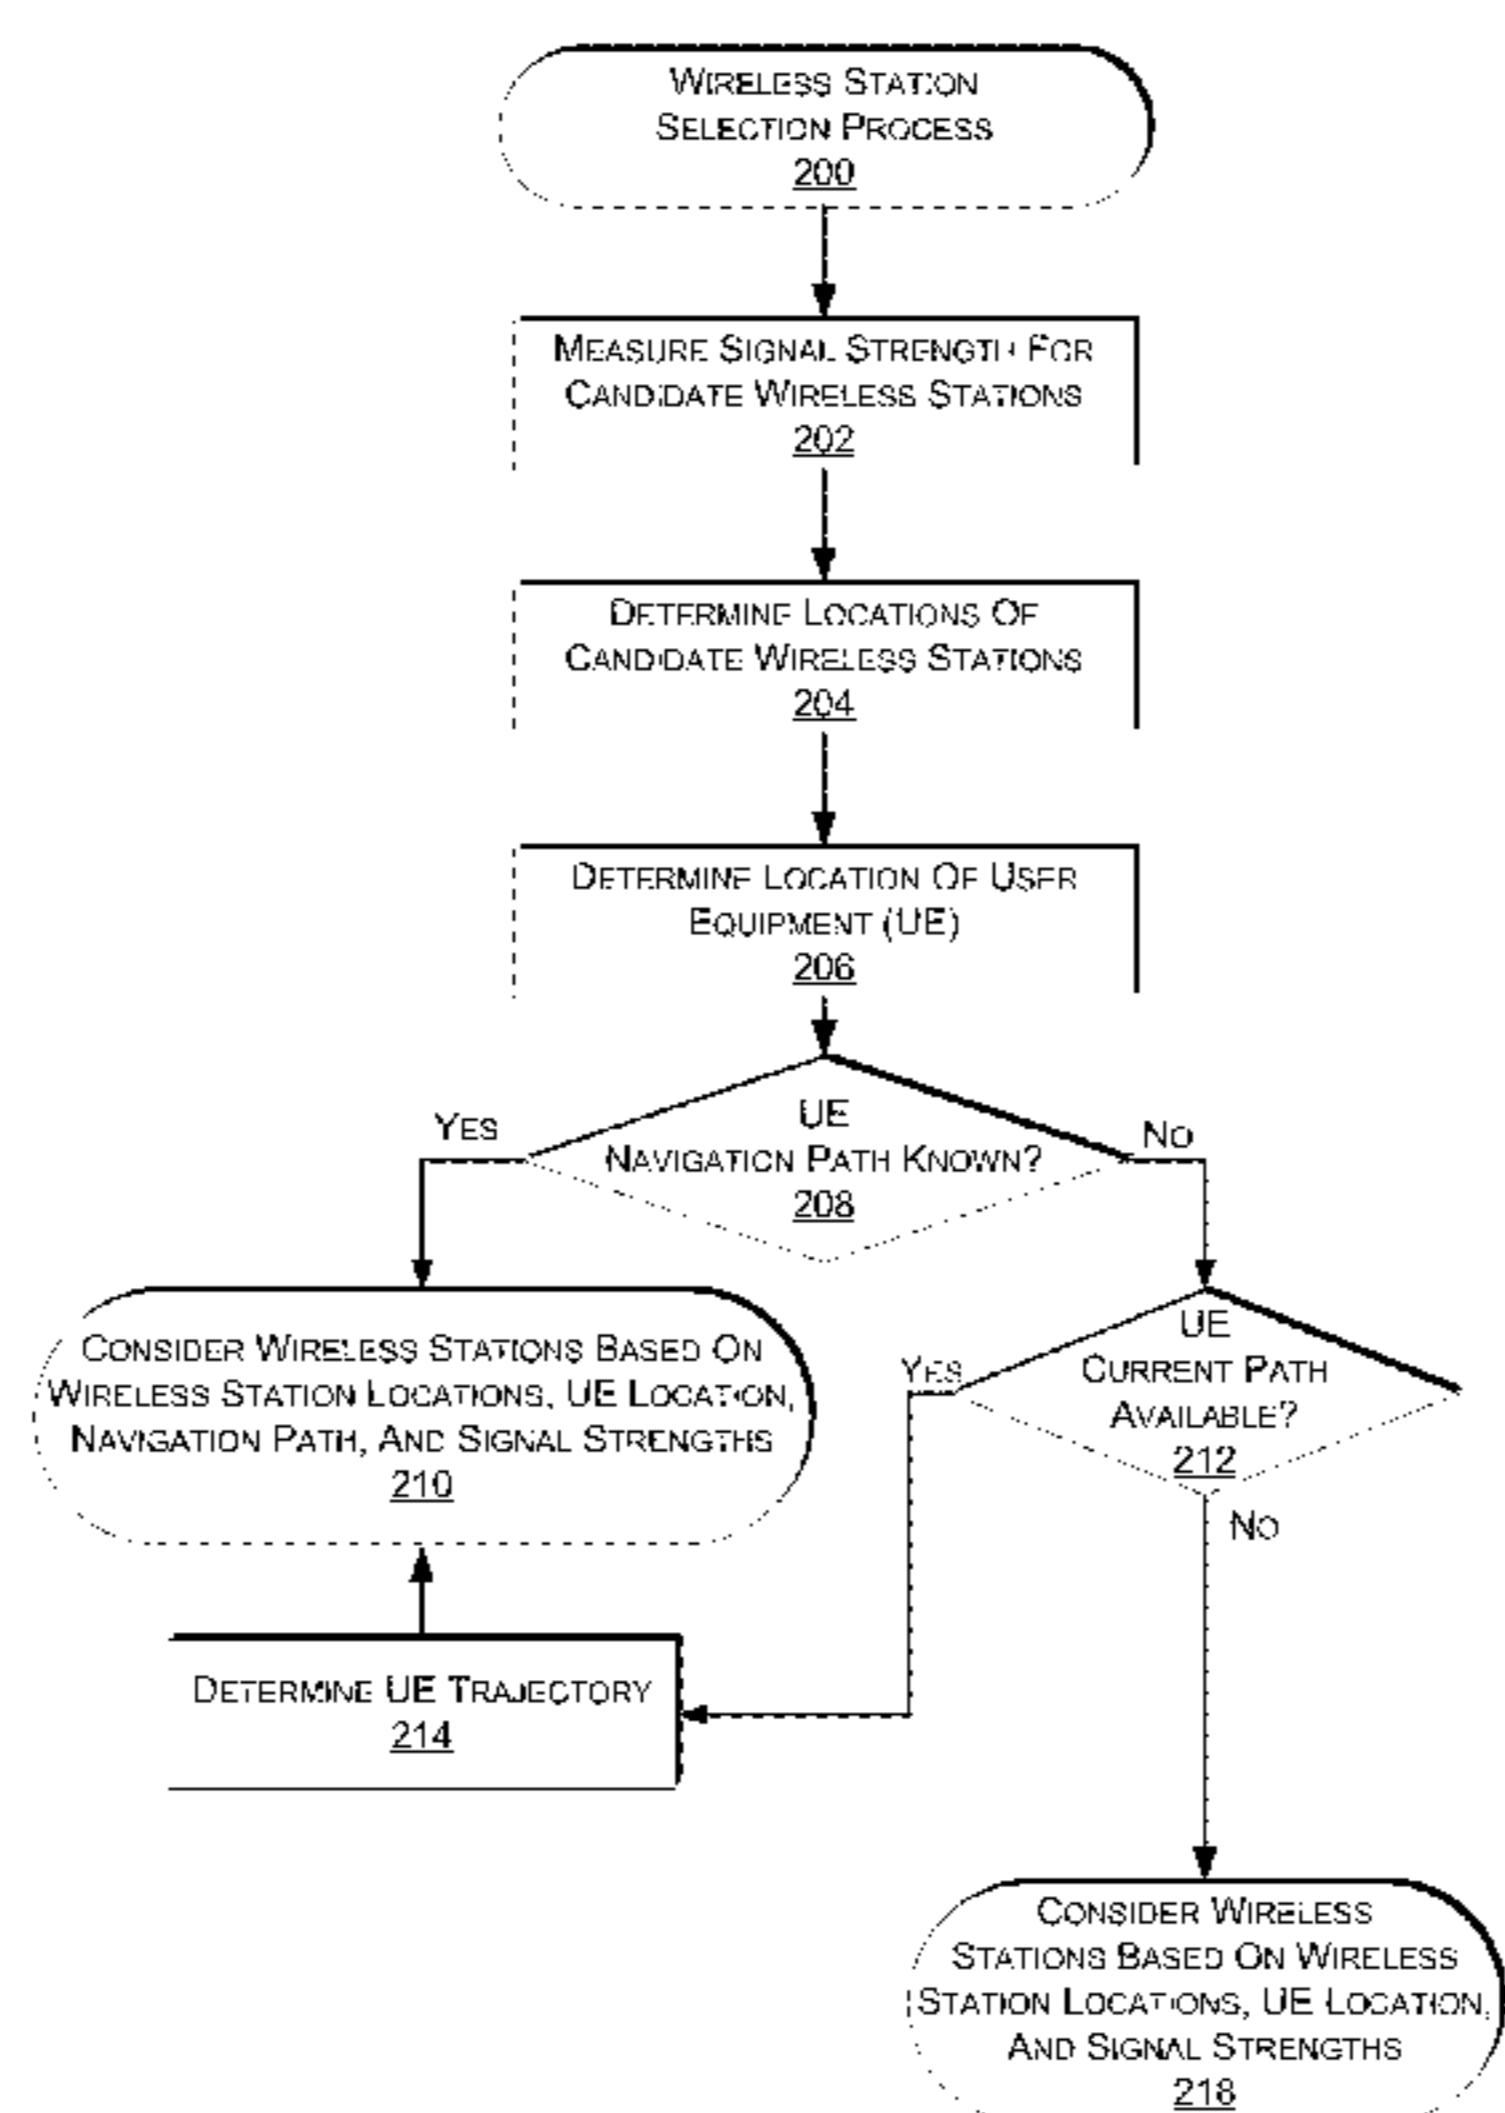 WIRELESS STATION
SELECTION PROCESS
200
MEASURE SIGNAL STRENGTH FOR
CANDIDATE WIRELESS STATIONS
202
DETERMINE LOCATIONS OF
CANDIDATE WIRELESS STATIONS
204
DETERMINE LOCATION OF USER
EQUIPMENT (UE)
206
UE
NAVIGATION PATH KNOWN?
208
YES
NO
CONSIDER WIRELESS STATIONS BASED ON
WIRELESS STATION LOCATIONS, UE LOCATION,
NAVIGATION PATH, AND SIGNAL STRENGTHS
210
UE
CURRENT PATH
AVAILABLE?
212
YES
NO
DETERMINE UE TRAJECTORY
214
CONSIDER WIRELESS
STATIONS BASED ON WIRELESS
STATION LOCATIONS, UE LOCATION,
AND SIGNAL STRENGTHS
218